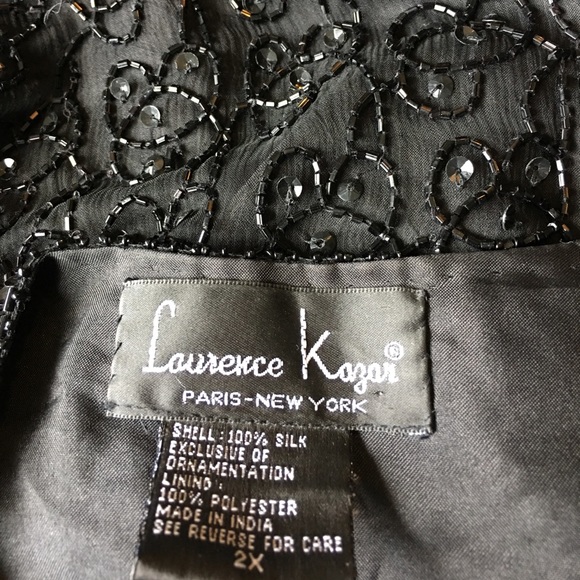 Laurence Kazar®
PARIS-NEW YORK
SHELL: 100% SILK
EXCLUSIVE OF
ORNAMENTATION
LINING:
100% POLYESTER
MADE IN INDIA
SEE REVERSE FOR CARE
2X